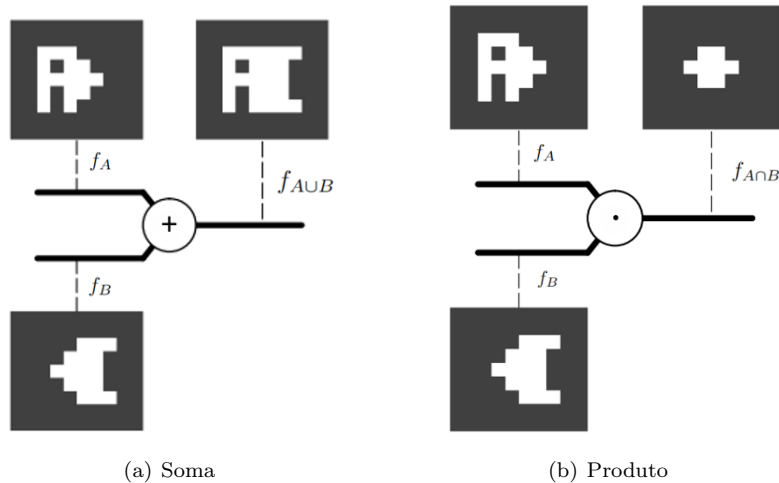 f_A
f_{A∪B}
+
f_B
(a) Soma
f_A
f_{A∩B}
·
f_B
(b) Produto